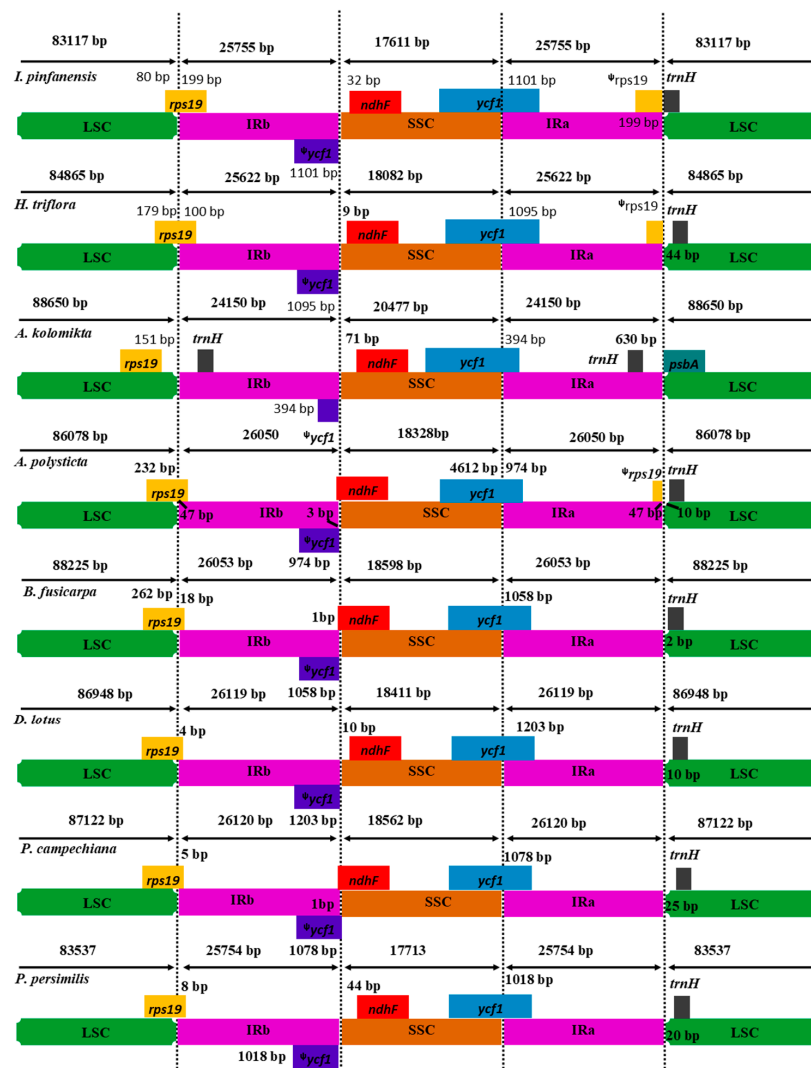 83117 bp 25755 bp 17611 bp 25755 bp 83117 bp
I. pinfanensis 80 bp 199 bp 32 bp 1101 bp ψrps19 trnH
rps19 ndhF ycf1
LSC IRb SSC IRa 199 bp LSC
ψycf1
1101 bp
84865 bp 25622 bp 18082 bp 25622 bp 84865 bp
H. triflora 179 bp 100 bp 9 bp 1095 bp ψrps19 trnH
rps19 ndhF ycf1
LSC IRb SSC IRa 44 bp LSC
ψycf1
1095 bp
88650 bp 24150 bp 20477 bp 24150 bp 88650 bp
A. kolomikta 151 bp trnH 71 bp 394 bp 630 bp
rps19 ndhF ycf1 trnH psbA
LSC IRb SSC IRa LSC
394 bp
ψycf1
86078 bp 26050 18328bp 26050 bp 86078 bp
A. polysticta 232 bp 4612 bp 974 bp ψrps19 trnH
rps19 ndhF ycf1
LSC 47 bp IRb 3 bp SSC IRa 47 bp 10 bp LSC
ψycf1
974 bp
88225 bp 26053 bp 18598 bp 26053 bp 88225 bp
B. fusicarpa 262 bp 18 bp 1bp 1058 bp trnH
rps19 ndhF ycf1
LSC IRb SSC IRa 2 bp LSC
ψycf1
1058 bp
86948 bp 26119 bp 18411 bp 26119 bp 86948 bp
D. lotus 4 bp 10 bp 1203 bp trnH
rps19 ndhF ycf1
LSC IRb SSC IRa 10 bp LSC
ψycf1
1203 bp
87122 bp 26120 bp 18562 bp 26120 bp 87122 bp
P. campechiana 5 bp 1078 bp trnH
rps19 ndhF ycf1
LSC IRb 1bp SSC IRa 25 bp LSC
ψycf1
1078 bp
83537 25754 bp 17713 25754 bp 83537
P. persimilis 8 bp 44 bp 1018 bp trnH
rps19 ndhF ycf1
LSC IRb SSC IRa 20 bp LSC
1018 bp ψycf1